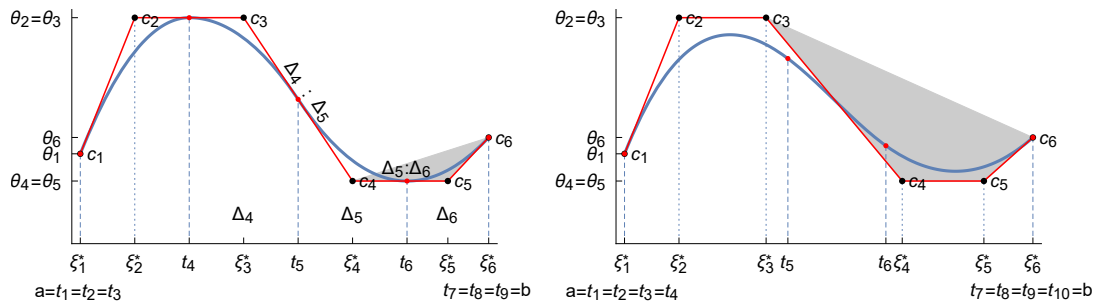 θ₂=θ₃
c₂
c₃
Δ₄ : Δ₅
θ₆
θ₁
c₁
c₆
Δ₅:Δ₆
θ₄=θ₅
c₄
c₅
Δ₄
Δ₅
Δ₆
ξ₁* ξ₂* t₄ ξ₃* t₅ ξ₄* t₆ ξ₅* ξ₆*
a=t₁=t₂=t₃
t₇=t₈=t₉=b
θ₂=θ₃
c₂
c₃
θ₆
θ₁
c₁
c₆
θ₄=θ₅
c₄
c₅
ξ₁* ξ₂* ξ₃* t₅ t₆ ξ₄* ξ₅* ξ₆*
a=t₁=t₂=t₃=t₄
t₇=t₈=t₉=t₁₀=b